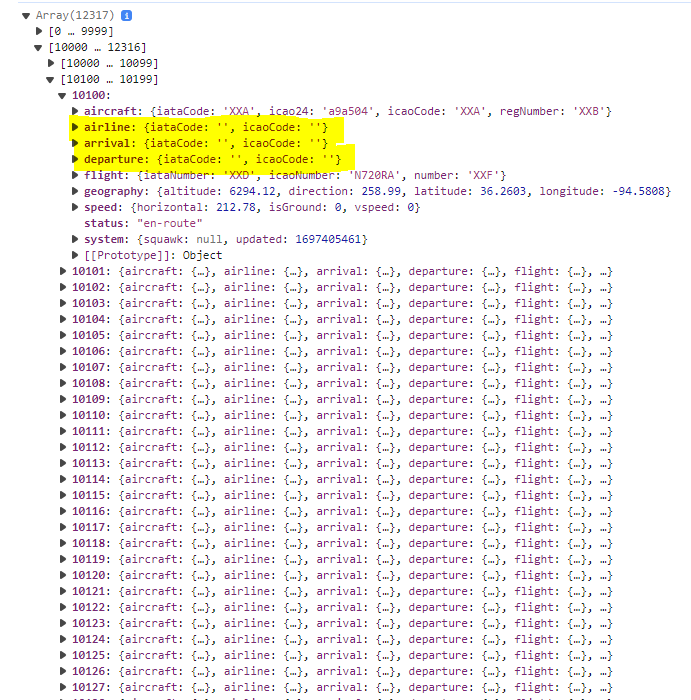 Array(12317) i
[0 … 9999]
[10000 … 12316]
[10000 … 10099]
[10100 … 10199]
10100:
aircraft: {iataCode: 'XXA', icao24: 'a9a504', icaoCode: 'XXA', regNumber: 'XXB'}
airline: {iataCode: '', icaoCode: ''}
arrival: {iataCode: '', icaoCode: ''}
departure: {iataCode: '', icaoCode: ''}
flight: {iataNumber: 'XXD', icaoNumber: 'N720RA', number: 'XXF'}
geography: {altitude: 6294.12, direction: 258.99, latitude: 36.2603, longitude: -94.5808}
speed: {horizontal: 212.78, isGround: 0, vspeed: 0}
status: "en-route"
system: {squawk: null, updated: 1697405461}
[[Prototype]]: Object
10101: {aircraft: {…}, airline: {…}, arrival: {…}, departure: {…}, flight: {…}, …}
10102: {aircraft: {…}, airline: {…}, arrival: {…}, departure: {…}, flight: {…}, …}
10103: {aircraft: {…}, airline: {…}, arrival: {…}, departure: {…}, flight: {…}, …}
10104: {aircraft: {…}, airline: {…}, arrival: {…}, departure: {…}, flight: {…}, …}
10105: {aircraft: {…}, airline: {…}, arrival: {…}, departure: {…}, flight: {…}, …}
10106: {aircraft: {…}, airline: {…}, arrival: {…}, departure: {…}, flight: {…}, …}
10107: {aircraft: {…}, airline: {…}, arrival: {…}, departure: {…}, flight: {…}, …}
10108: {aircraft: {…}, airline: {…}, arrival: {…}, departure: {…}, flight: {…}, …}
10109: {aircraft: {…}, airline: {…}, arrival: {…}, departure: {…}, flight: {…}, …}
10110: {aircraft: {…}, airline: {…}, arrival: {…}, departure: {…}, flight: {…}, …}
10111: {aircraft: {…}, airline: {…}, arrival: {…}, departure: {…}, flight: {…}, …}
10112: {aircraft: {…}, airline: {…}, arrival: {…}, departure: {…}, flight: {…}, …}
10113: {aircraft: {…}, airline: {…}, arrival: {…}, departure: {…}, flight: {…}, …}
10114: {aircraft: {…}, airline: {…}, arrival: {…}, departure: {…}, flight: {…}, …}
10115: {aircraft: {…}, airline: {…}, arrival: {…}, departure: {…}, flight: {…}, …}
10116: {aircraft: {…}, airline: {…}, arrival: {…}, departure: {…}, flight: {…}, …}
10117: {aircraft: {…}, airline: {…}, arrival: {…}, departure: {…}, flight: {…}, …}
10118: {aircraft: {…}, airline: {…}, arrival: {…}, departure: {…}, flight: {…}, …}
10119: {aircraft: {…}, airline: {…}, arrival: {…}, departure: {…}, flight: {…}, …}
10120: {aircraft: {…}, airline: {…}, arrival: {…}, departure: {…}, flight: {…}, …}
10121: {aircraft: {…}, airline: {…}, arrival: {…}, departure: {…}, flight: {…}, …}
10122: {aircraft: {…}, airline: {…}, arrival: {…}, departure: {…}, flight: {…}, …}
10123: {aircraft: {…}, airline: {…}, arrival: {…}, departure: {…}, flight: {…}, …}
10124: {aircraft: {…}, airline: {…}, arrival: {…}, departure: {…}, flight: {…}, …}
10125: {aircraft: {…}, airline: {…}, arrival: {…}, departure: {…}, flight: {…}, …}
10126: {aircraft: {…}, airline: {…}, arrival: {…}, departure: {…}, flight: {…}, …}
10127: {aircraft: {…}, airline: {…}, arrival: {…}, departure: {…}, flight: {…}, …}